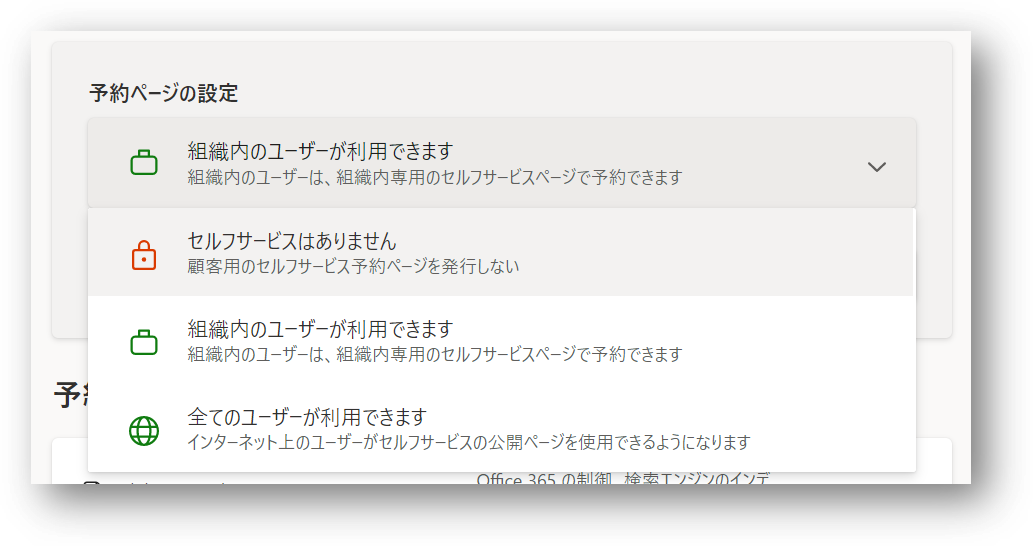 予約ページの設定
組織内のユーザーが利用できます
組織内のユーザーは、組織内専用のセルフサービスページで予約できます
セルフサービスはありません
顧客用のセルフサービス予約ページを発行しない
組織内のユーザーが利用できます
組織内のユーザーは、組織内専用のセルフサービスページで予約できます
全てのユーザーが利用できます
インターネット上のユーザーがセルフサービスの公開ページを使用できるようになります
予
Office 365 の制御、検索エンジンのインデ